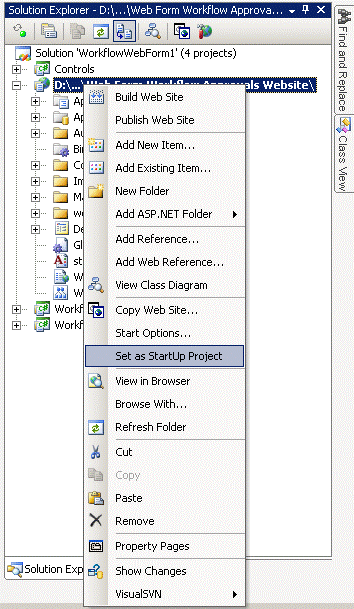 Solution Explorer - D:\...\Web Form Workflow Approva...
Solution 'WorkflowWebForm1' (4 projects)
Controls
D:\...\Web Form Workflow Approvals Website\
Build Web Site
Publish Web Site
Add New Item...
Add Existing Item...
New Folder
Add ASP.NET Folder
Add Reference...
Add Web Reference...
View Class Diagram
Copy Web Site...
Start Options...
Set as StartUp Project
View in Browser
Browse With...
Refresh Folder
Cut
Copy
Paste
Remove
Property Pages
Show Changes
VisualSVN
Ap
Au
Bi
Co
Im
Ma
we
De
Gl
st
W
W
Workf
Workf
Solution Exp
Find and Replace
Class View